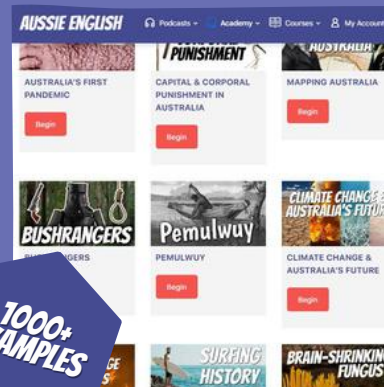 AUSSIE ENGLISH
Podcasts
Academy
Courses
My Account
PUNISHMENT
AUSTRALIA
AUSTRALIA'S FIRST
PANDEMIC
Begin
CAPITAL & CORPORAL
PUNISHMENT IN
AUSTRALIA
Begin
MAPPING AUSTRALIA
Begin
BUSHRANGERS
Pemulwuy
CLIMATE CHANGE &
AUSTRALIA'S FUTURE
PEMULWUY
Begin
CLIMATE CHANGE &
AUSTRALIA'S FUTURE
Begin
1000+
SURFING
HISTORY
BRAIN-SHRINKING
FUNGUS